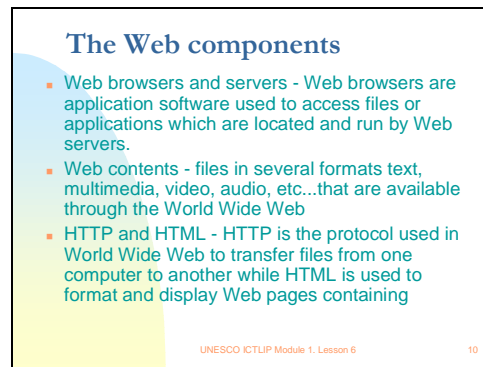 The Web components
Web browsers and servers - Web browsers are
application software used to access files or
applications which are located and run by Web
servers.
Web contents - files in several formats text,
multimedia, video, audio, etc...that are available
through the World Wide Web
HTTP and HTML - HTTP is the protocol used in
World Wide Web to transfer files from one
computer to another while HTML is used to
format and display Web pages containing
UNESCO ICTLIP Module 1. Lesson 6 10